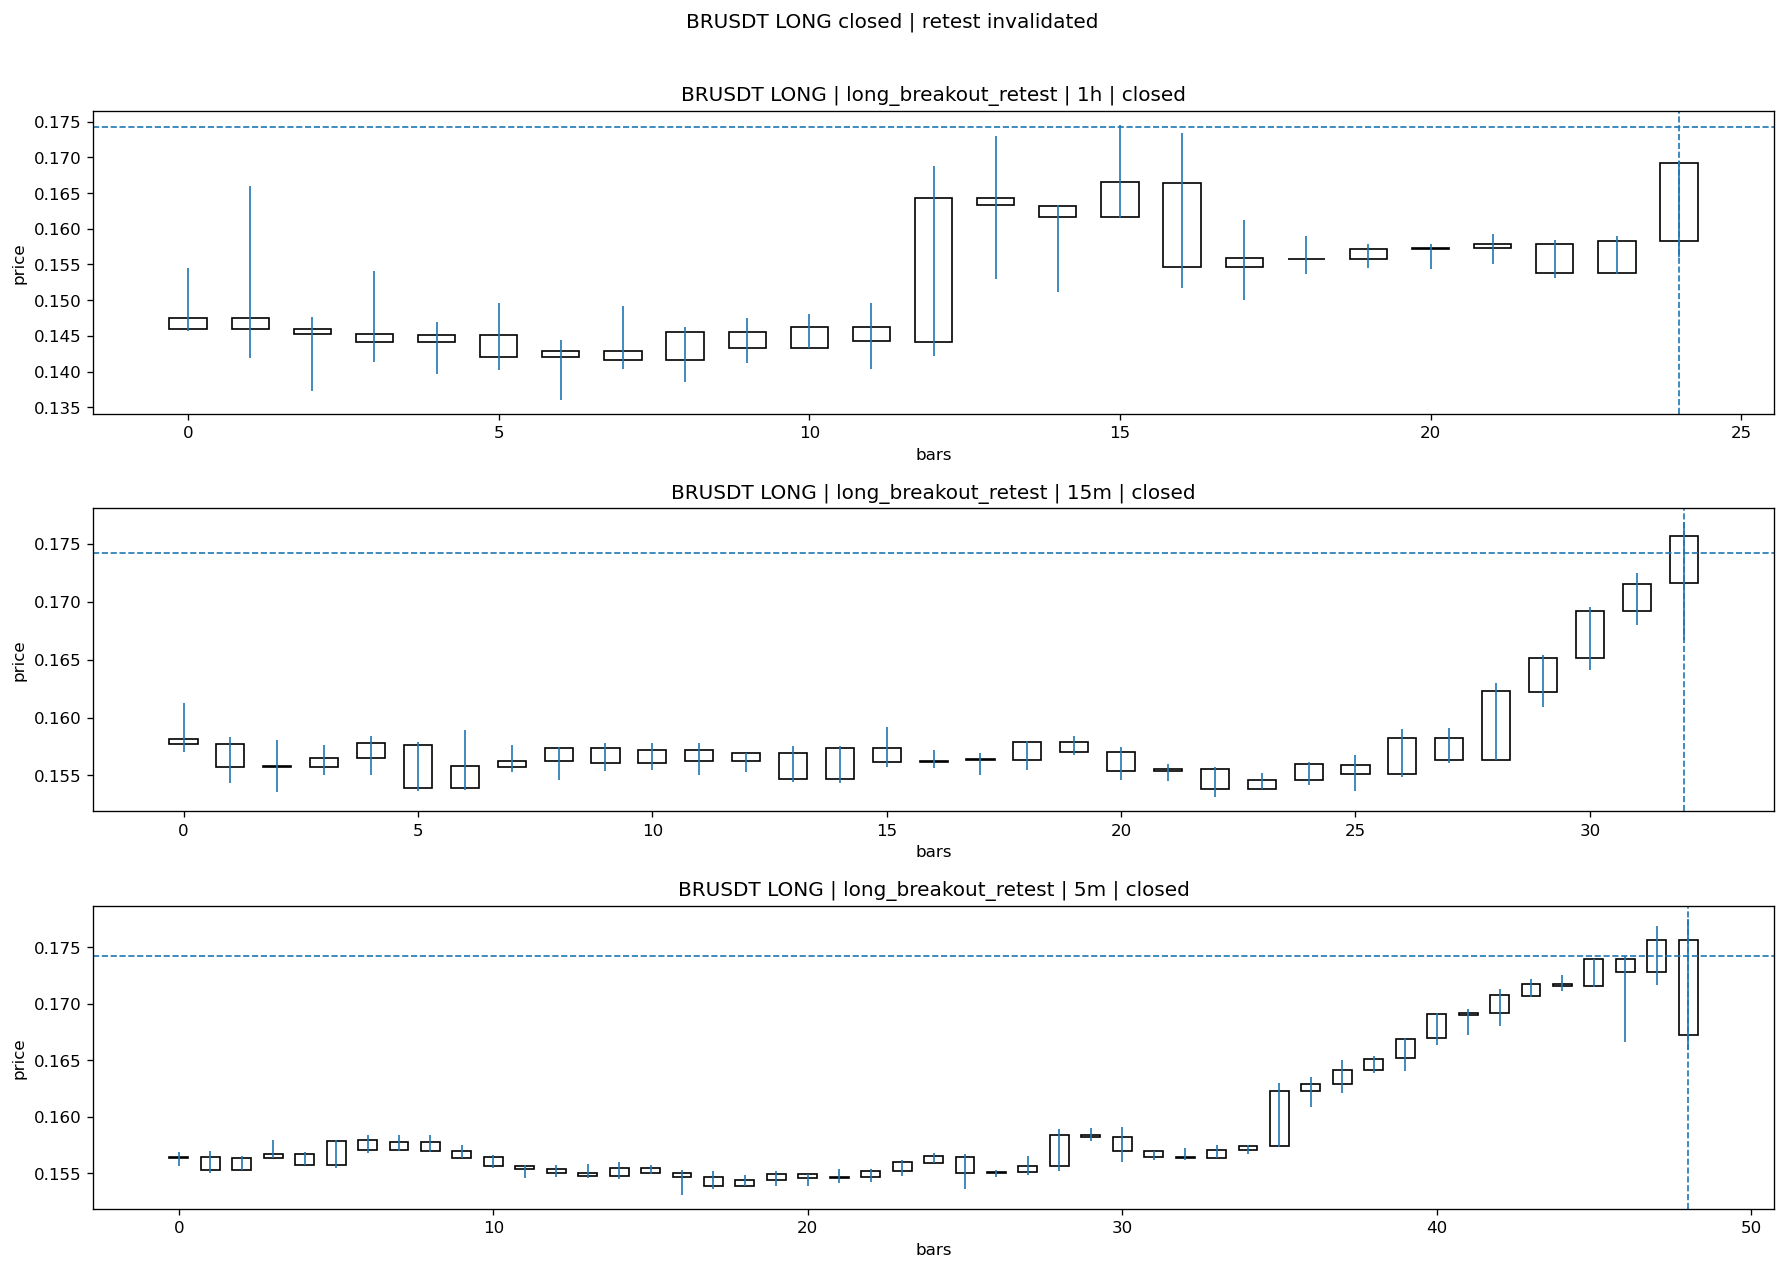 BRUSDT LONG closed | retest invalidated
BRUSDT LONG | long_breakout_retest | 1h | closed
price
0.175
0.170
0.165
0.160
0.155
0.150
0.145
0.140
0.135
0 5 10 15 20 25
bars
BRUSDT LONG | long_breakout_retest | 15m | closed
price
0.175
0.170
0.165
0.160
0.155
0 5 10 15 20 25 30
bars
BRUSDT LONG | long_breakout_retest | 5m | closed
price
0.175
0.170
0.165
0.160
0.155
0 10 20 30 40 50
bars